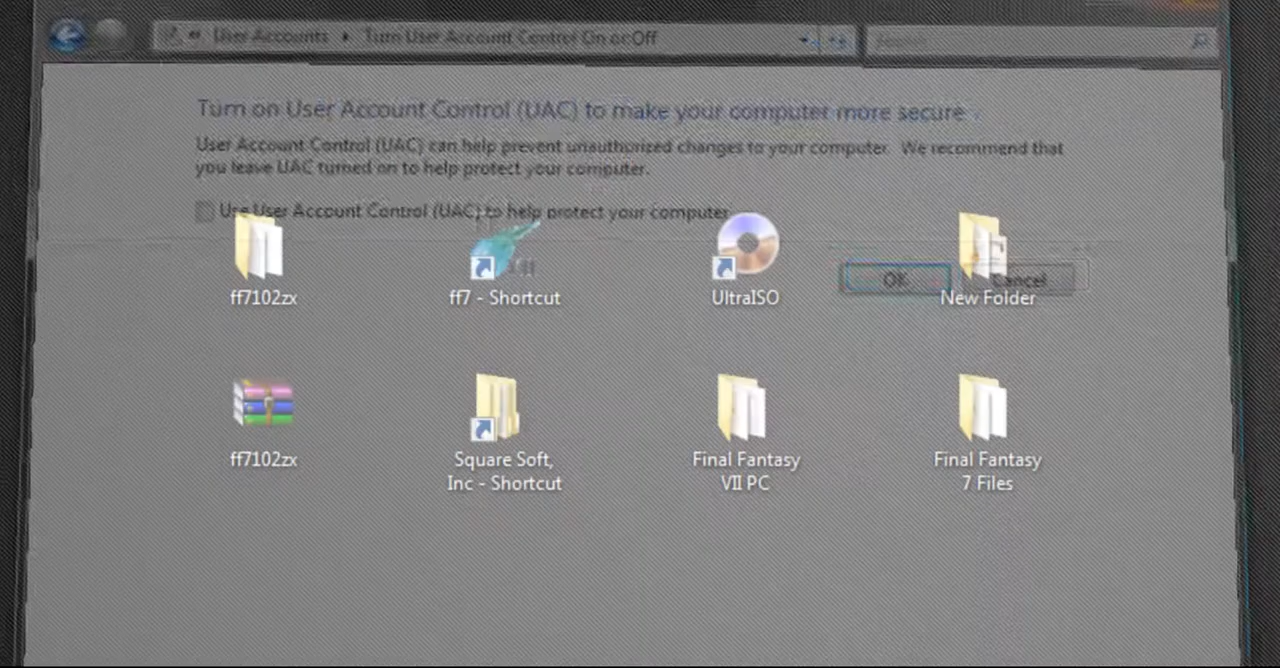 User Accounts ▸ Turn User Account Control On or Off
Search
Turn on User Account Control (UAC) to make your computer more secure
User Account Control (UAC) can help prevent unauthorized changes to your computer. We recommend that
you leave UAC turned on to help protect your computer.
Use User Account Control (UAC) to help protect your computer
OK
Cancel
ff7102zx
ff7 - Shortcut
UltraISO
New Folder
ff7102zx
Square Soft,
Inc - Shortcut
Final Fantasy
VII PC
Final Fantasy
7 Files